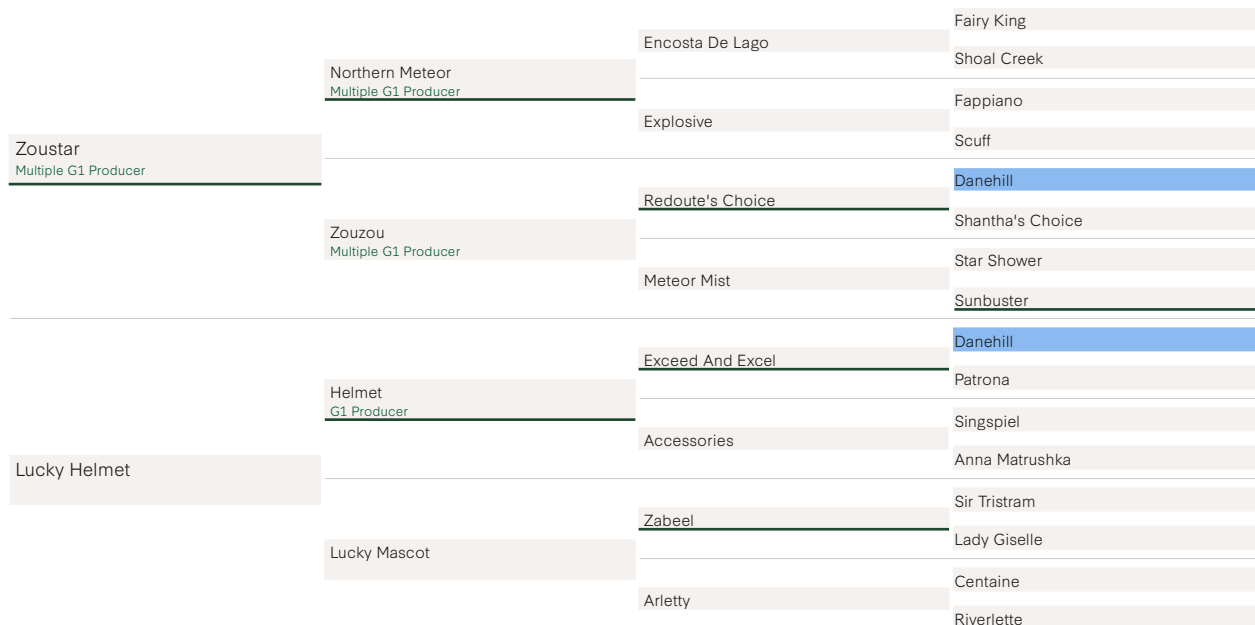 Zoustar
Multiple G1 Producer
Lucky Helmet
Northern Meteor
Multiple G1 Producer
Zouzou
Multiple G1 Producer
Helmet
G1 Producer
Lucky Mascot
Encosta De Lago
Explosive
Redoute's Choice
Meteor Mist
Exceed And Excel
Accessories
Zabeel
Arletty
Fairy King
Shoal Creek
Fappiano
Scuff
Danehill
Shantha's Choice
Star Shower
Sunbuster
Danehill
Patrona
Singspiel
Anna Matrushka
Sir Tristram
Lady Giselle
Centaine
Riverlette